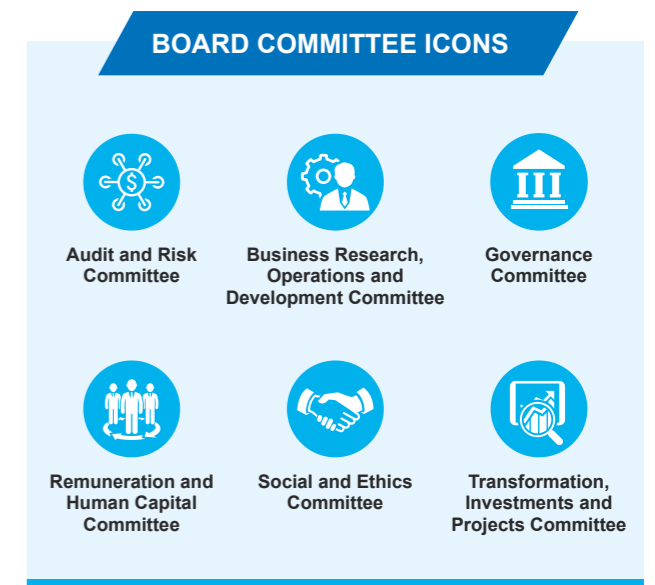 BOARD COMMITTEE ICONS
$
Audit and Risk
Committee
Business Research,
Operations and
Development Committee
Governance
Committee
Remuneration and
Human Capital
Committee
Social and Ethics
Committee
Transformation,
Investments and
Projects Committee